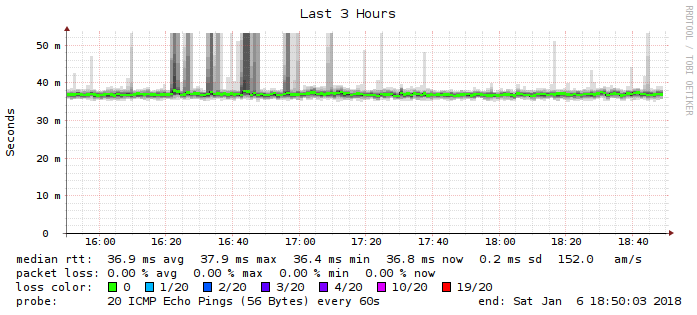 Last 3 Hours
RRDTOOL / TOBI OETIKER
Seconds
50 m
40 m
30 m
20 m
10 m
0
16:00 16:20 16:40 17:00 17:20 17:40 18:00 18:20 18:40
median rtt: 36.9 ms avg 37.9 ms max 36.4 ms min 36.8 ms now 0.2 ms sd 152.0 am/s
packet loss: 0.00 % avg 0.00 % max 0.00 % min 0.00 % now
loss color: 0 1/20 2/20 3/20 4/20 10/20 19/20
probe: 20 ICMP Echo Pings (56 Bytes) every 60s end: Sat Jan 6 18:50:03 2018